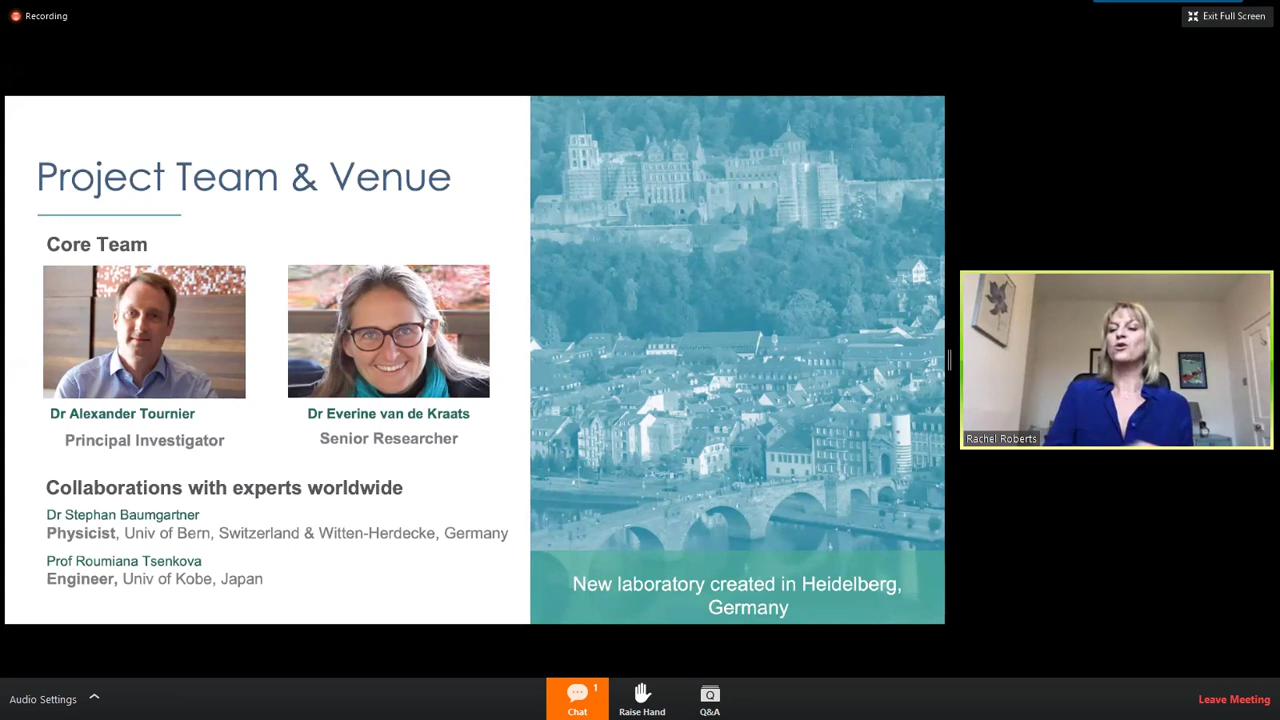 Recording
Exit Full Screen
Project Team & Venue
Core Team
Dr Alexander Tournier
Principal Investigator
Dr Everine van de Kraats
Senior Researcher
Collaborations with experts worldwide
Dr Stephan Baumgartner
Physicist, Univ of Bern, Switzerland & Witten-Herdecke, Germany
Prof Roumiana Tsenkova
Engineer, Univ of Kobe, Japan
New laboratory created in Heidelberg,
Germany
Rachel Roberts
Audio Settings
1
Chat
Raise Hand
Q&A
Leave Meeting